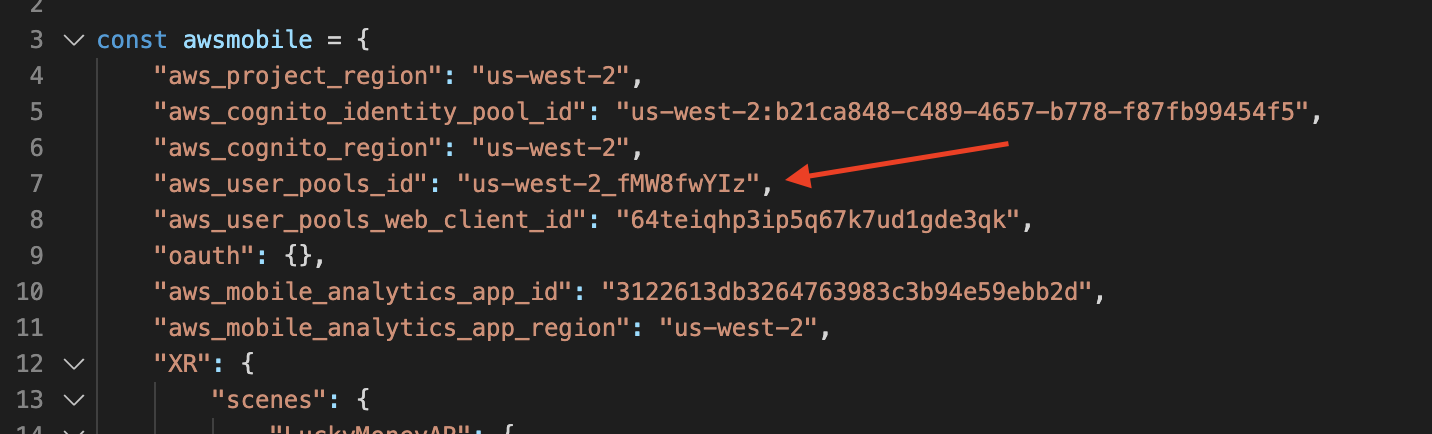 2
3 const awsmobile = {
4 "aws_project_region": "us-west-2",
5 "aws_cognito_identity_pool_id": "us-west-2:b21ca848-c489-4657-b778-f87fb99454f5",
6 "aws_cognito_region": "us-west-2",
7 "aws_user_pools_id": "us-west-2_fMW8fwYIz",
8 "aws_user_pools_web_client_id": "64teiqhp3ip5q67k7ud1gde3qk",
9 "oauth": {},
10 "aws_mobile_analytics_app_id": "3122613db3264763983c3b94e59ebb2d",
11 "aws_mobile_analytics_app_region": "us-west-2",
12 "XR": {
13 "scenes": {
14 "LuckyMoneyAR": {